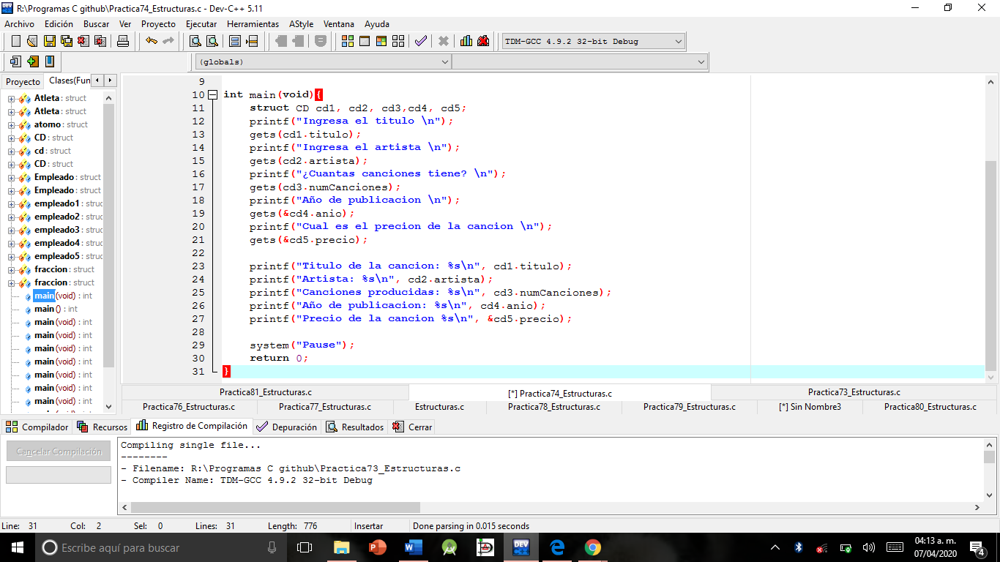 R:\Programas C github\Practica74_Estructuras.c - Dev-C++ 5.11
Archivo Edición Buscar Ver Proyecto Ejecutar Herramientas AStyle Ventana Ayuda
TDM-GCC 4.9.2 32-bit Debug
(globals)
Proyecto Clases(Fun
Atleta : struct
Atleta : struct
atomo : struct
CD : struct
cd : struct
CD : struct
Empleado : struct
Empleado : struct
empleado1 : struc
empleado2 : struc
empleado3 : struc
empleado4 : struc
empleado5 : struc
fraccion : struct
fraccion : struct
main (void) : int
main () : int
main (void) : int
main (void) : int
main (void) : int
main (void) : int
main (void) : int
main (void) : int
main (void) : int
9
10 int main(void){
11 struct CD cd1, cd2, cd3,cd4, cd5;
12 printf("Ingresa el titulo \n");
13 gets(cd1.titulo);
14 printf("Ingresa el artista \n");
15 gets(cd2.artista);
16 printf("¿Cuantas canciones tiene? \n");
17 gets(cd3.numCanciones);
18 printf("Año de publicacion \n");
19 gets(&cd4.anio);
20 printf("Cual es el precion de la cancion \n");
21 gets(&cd5.precio);
22
23 printf("Titulo de la cancion: %s\n", cd1.titulo);
24 printf("Artista: %s\n", cd2.artista);
25 printf("Canciones producidas: %s\n", cd3.numCanciones);
26 printf("Año de publicacion: %s\n", cd4.anio);
27 printf("Precio de la cancion %s\n", &cd5.precio);
28
29 system("Pause");
30 return 0;
31 }
Practica81_Estructuras.c [*] Practica74_Estructuras.c Practica73_Estructuras.c
Practica76_Estructuras.c Practica77_Estructuras.c Estructuras.c Practica78_Estructuras.c Practica79_Estructuras.c [*] Sin Nombre3 Practica80_Estructuras.c
Compilador Recursos Registro de Compilación Depuración Resultados Cerrar
Cancelar Compilación
Compiling single file...
--------
- Filename: R:\Programas C github\Practica73_Estructuras.c
- Compiler Name: TDM-GCC 4.9.2 32-bit Debug
Line: 31 Col: 2 Sel: 0 Lines: 31 Length: 776 Insertar Done parsing in 0.015 seconds
Escribe aquí para buscar
04:13 a. m.
07/04/2020
4